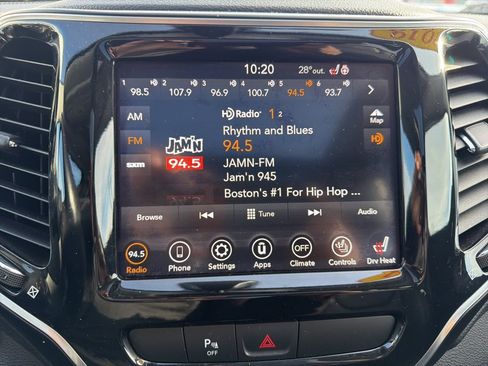 10:20 28°out.
1 2 3 4 5 6
98.5 107.9 96.9 100.7 94.5 93.7
AM
HD Radio 1 2
Map
Rhythm and Blues
FM
JAM'N
94.5
94.5
JAMN-FM
sxm
Jam'n 945
Boston's #1 For Hip Hop ...
Browse Tune Audio
94.5 OFF
Radio Phone Settings Apps Climate Controls Drv Heat
P OFF